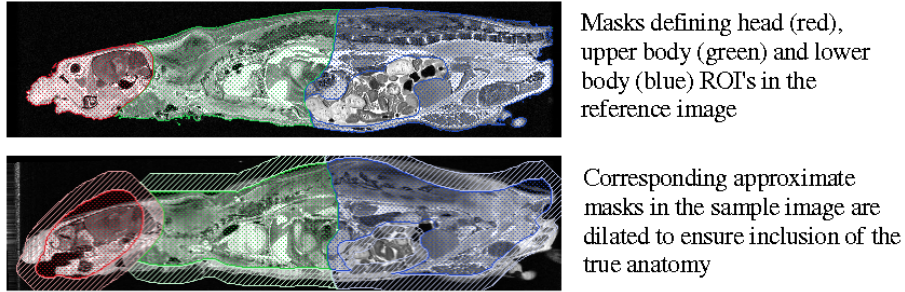 Masks defining head (red),
upper body (green) and lower
body (blue) ROI's in the
reference image
Corresponding approximate
masks in the sample image are
dilated to ensure inclusion of the
true anatomy